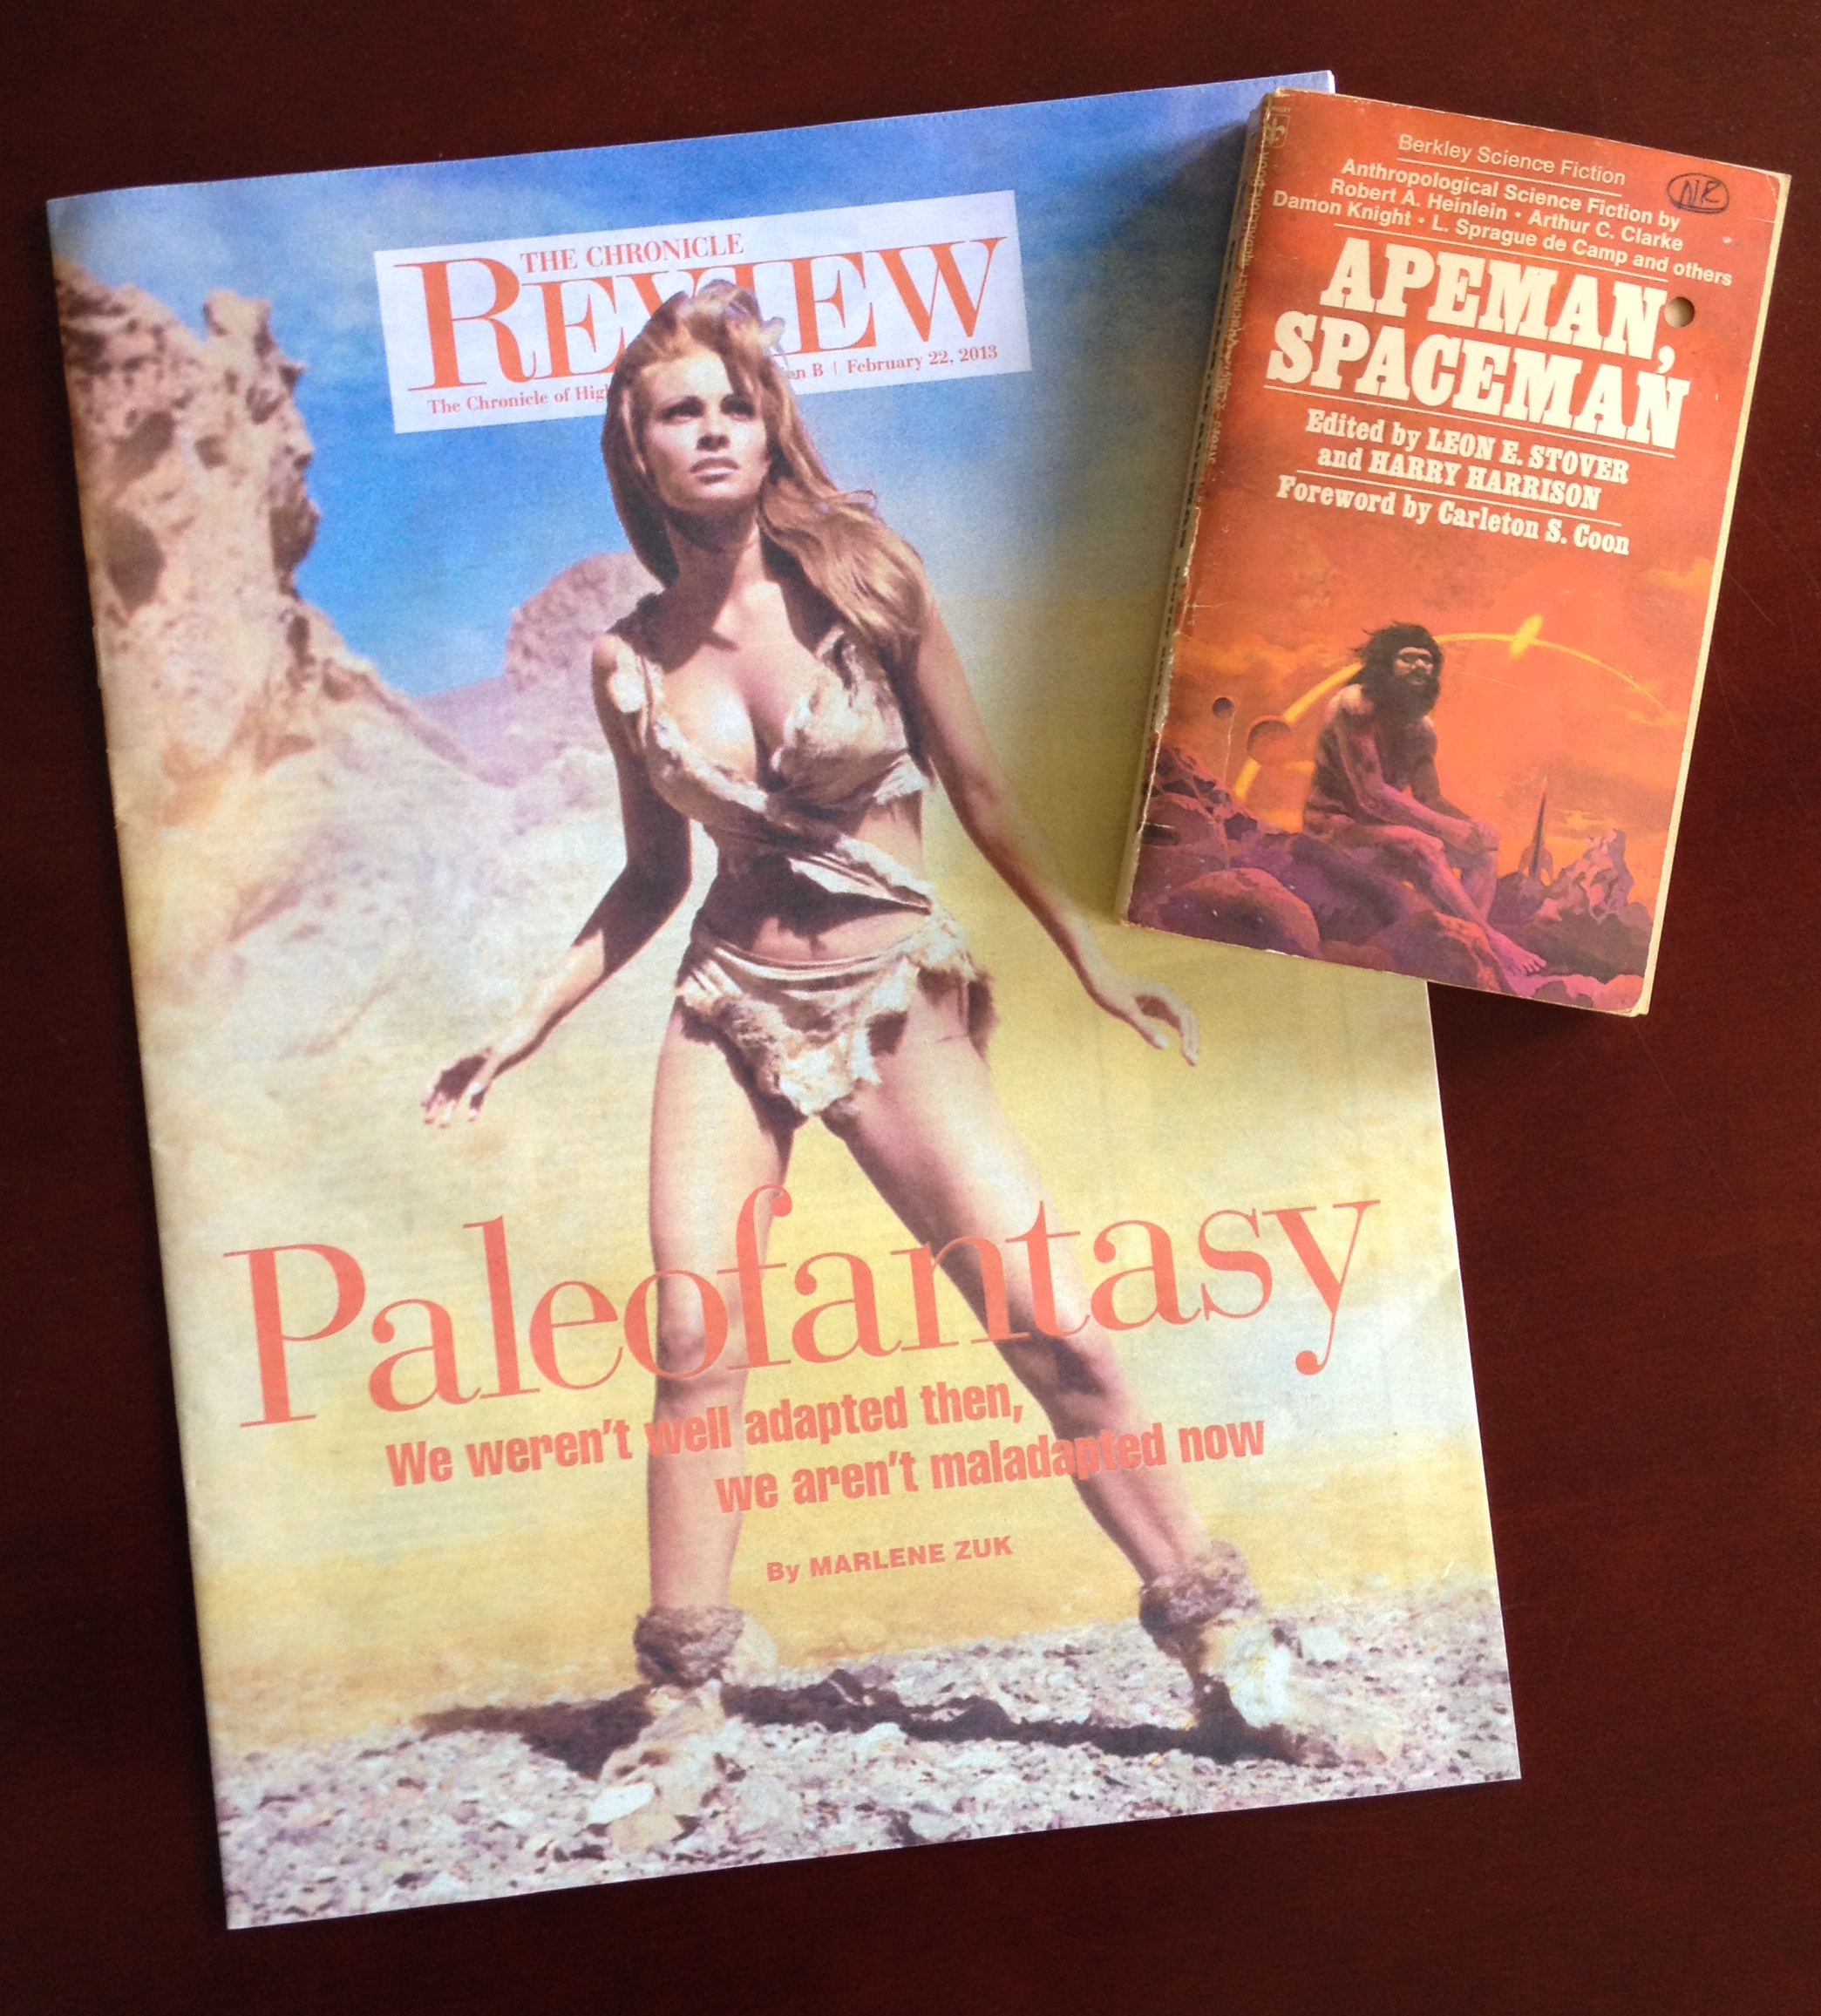 THE CHRONICLE
REVIEW
The Chronicle of Hig
n B | February 22, 2013
Paleofantasy
We weren't well adapted then,
we aren't maladapted now
By MARLENE ZUK
Berkley Science Fiction
NR
Anthropological Science Fiction by
Robert A. Heinlein • Arthur C. Clarke
Damon Knight • L. Sprague de Camp and others
APEMAN,
SPACEMAN
Edited by LEON E. STOVER
and HARRY HARRISON
Foreword by Carleton S. Coon